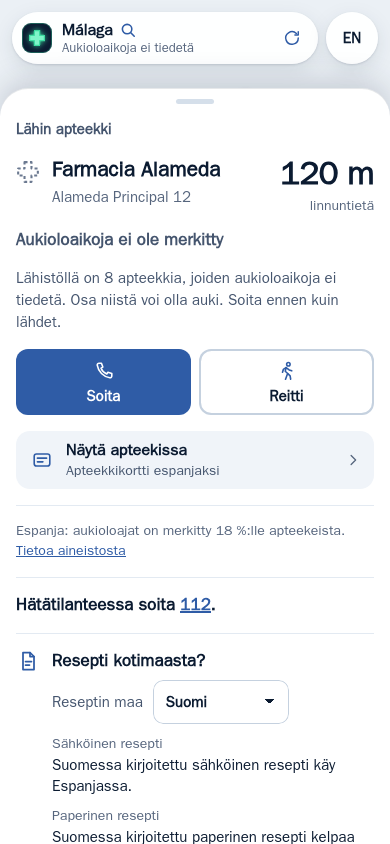 Málaga
Aukioloaikoja ei tiedetä
EN
Lähin apteekki
Farmacia Alameda
120 m
Alameda Principal 12
linnuntietä
Aukioloaikoja ei ole merkitty
Lähistöllä on 8 apteekkia, joiden aukioloaikoja ei
tiedetä. Osa niistä voi olla auki. Soita ennen kuin
lähdet.
Soita
Reitti
Näytä apteekissa
Apteekkikortti espanjaksi
Espanja: aukioloajat on merkitty 18 %:lle apteekeista.
Tietoa aineistosta
Hätätilanteessa soita 112.
Resepti kotimaasta?
Reseptin maa
Suomi
Sähköinen resepti
Suomessa kirjoitettu sähköinen resepti käy
Espanjassa.
Paperinen resepti
Suomessa kirjoitettu paperinen resepti kelpaa